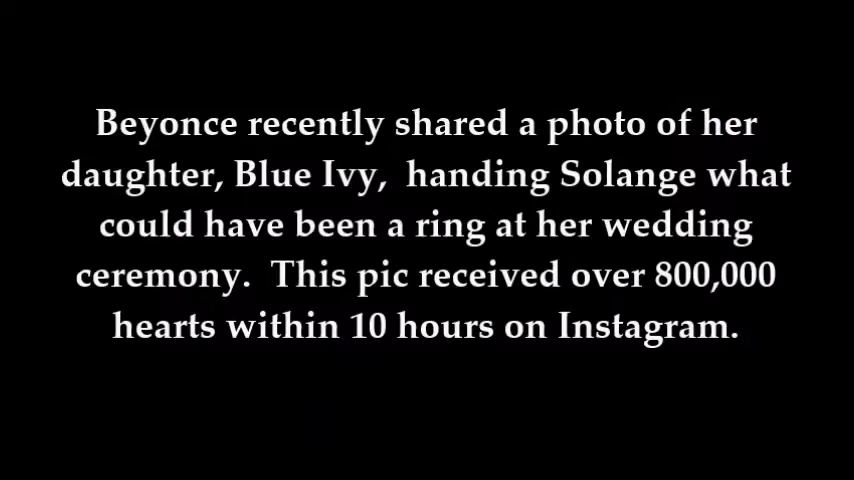 Beyonce recently shared a photo of her
daughter, Blue Ivy,  handing Solange what
could have been a ring at her wedding
ceremony.  This pic received over 800,000
hearts within 10 hours on Instagram.